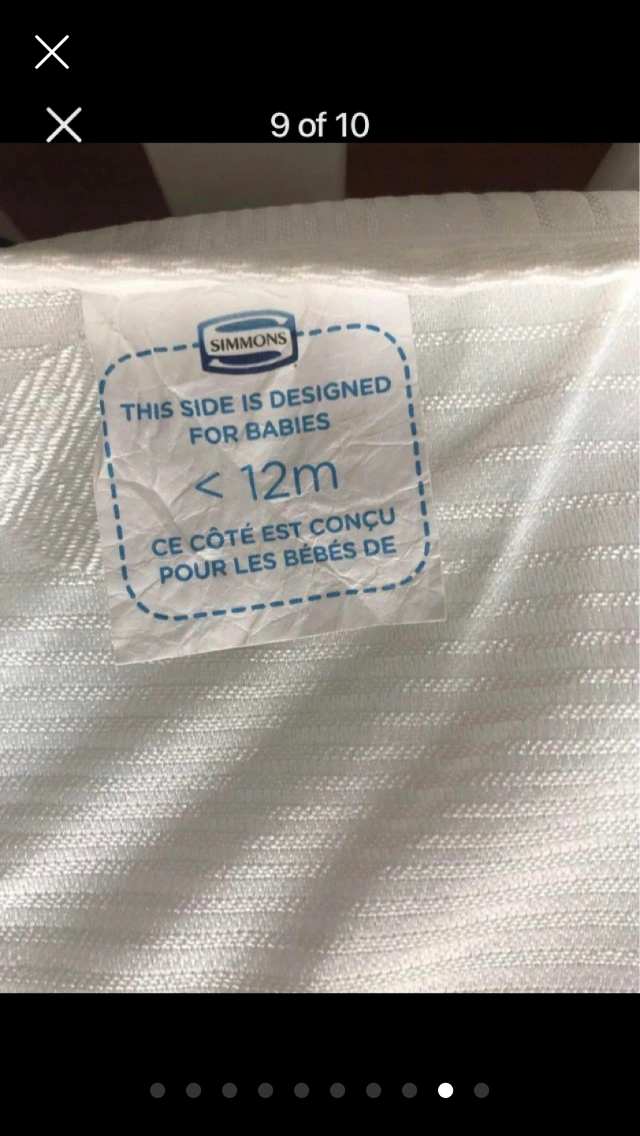 9 of 10
SIMMONS
THIS SIDE IS DESIGNED
FOR BABIES
< 12m
CE CÔTÉ EST CONÇU
POUR LES BÉBÉS DE